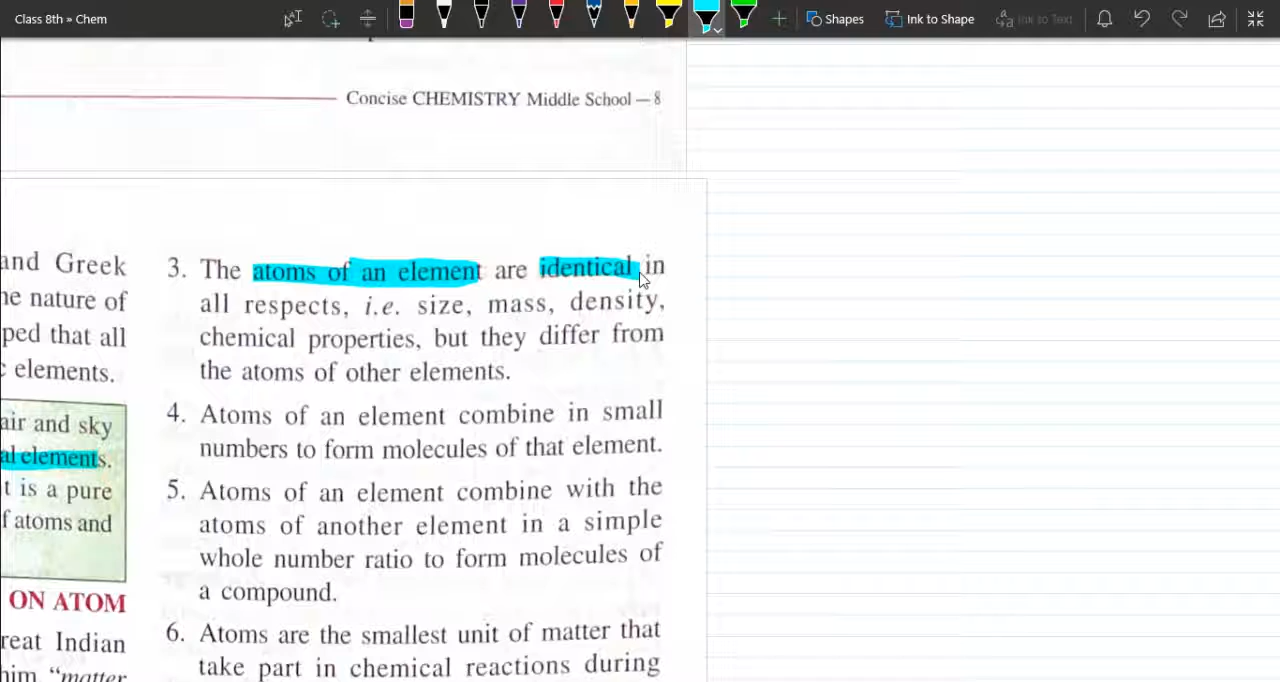 Class 8th » Chem
Shapes
Ink to Shape
Ink to Text
Concise CHEMISTRY Middle School — 8
and Greek
ne nature of
ped that all
c elements.
air and sky
al elements.
t is a pure
f atoms and
ON ATOM
reat Indian
him "matter
3. The atoms of an element are identical in
all respects, i.e. size, mass, density,
chemical properties, but they differ from
the atoms of other elements.
4. Atoms of an element combine in small
numbers to form molecules of that element.
5. Atoms of an element combine with the
atoms of another element in a simple
whole number ratio to form molecules of
a compound.
6. Atoms are the smallest unit of matter that
take part in chemical reactions during